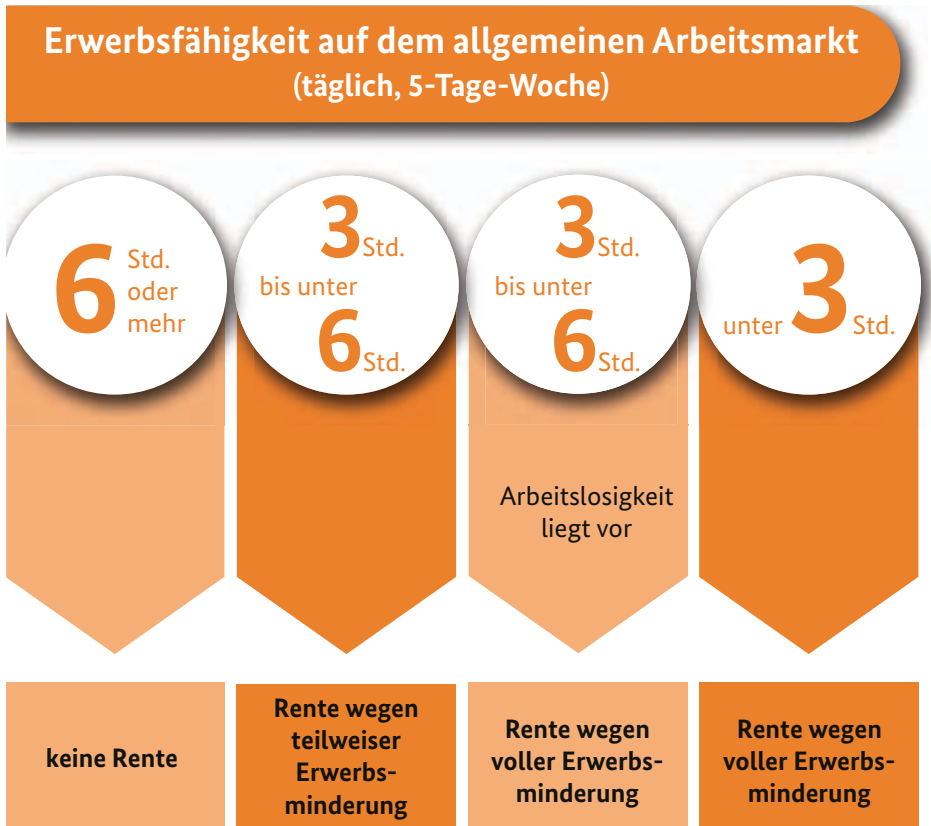 Erwerbsfähigkeit auf dem allgemeinen Arbeitsmarkt
(täglich, 5-Tage-Woche)
6 Std.
oder
mehr
3 Std.
bis unter
6 Std.
3 Std.
bis unter
6 Std.
unter 3 Std.
Arbeitslosigkeit
liegt vor
keine Rente
Rente wegen
teilweiser
Erwerbs-
minderung
Rente wegen
voller Erwerbs-
minderung
Rente wegen
voller Erwerbs-
minderung